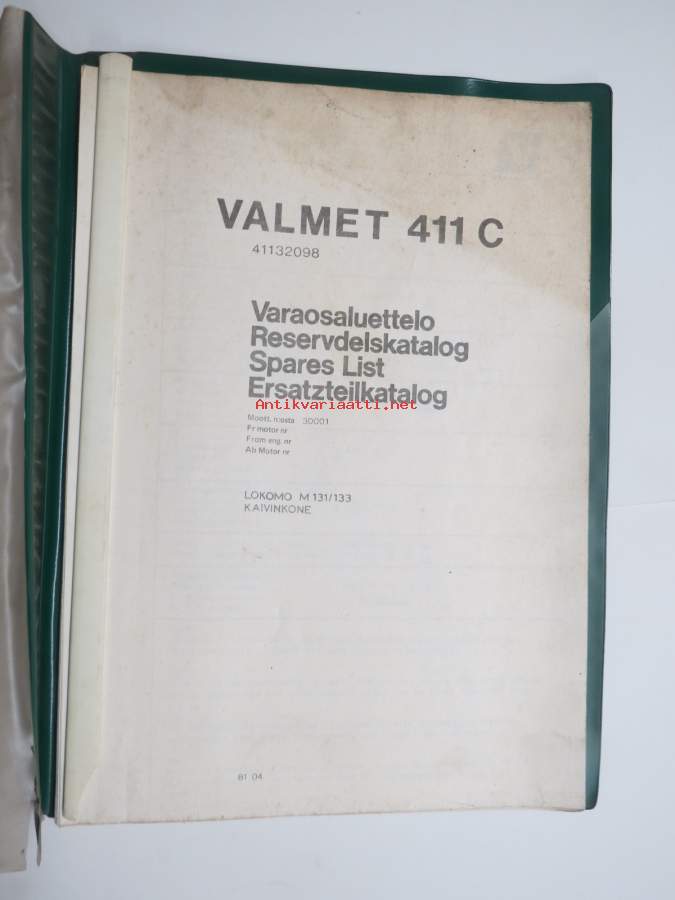 VALMET 411 C
41132098
Varaosaluettelo
Reservdelskatalog
Spares List
Ersatzteilkatalog
Antikvariaatti.net
Moott. n:osta 30001
Fr motor nr
From eng. nr
Ab Motor nr
LOKOMO M 131/133
KAIVINKONE
81 04